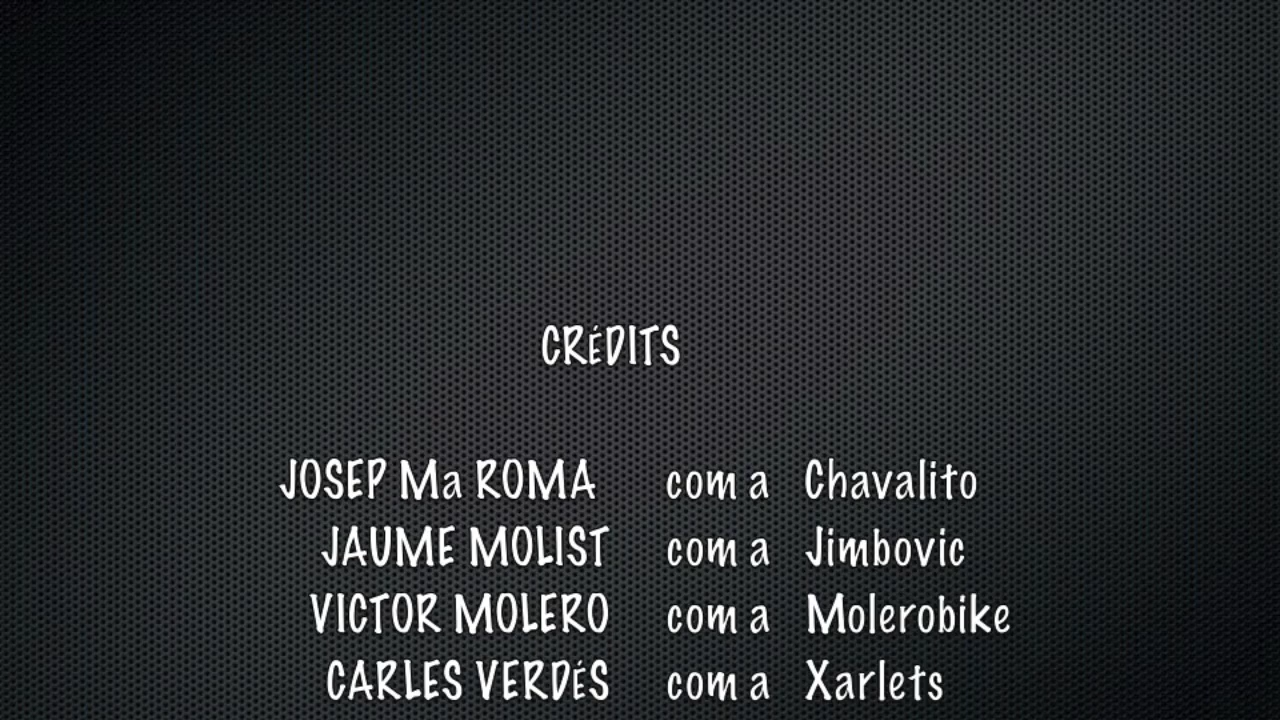 CRÉDITS
JOSEP Ma ROMA com a Chavalito
JAUME MOLIST com a Jimbovic
VICTOR MOLERO com a Molerobike
CARLES VERDÉS com a Xarlets